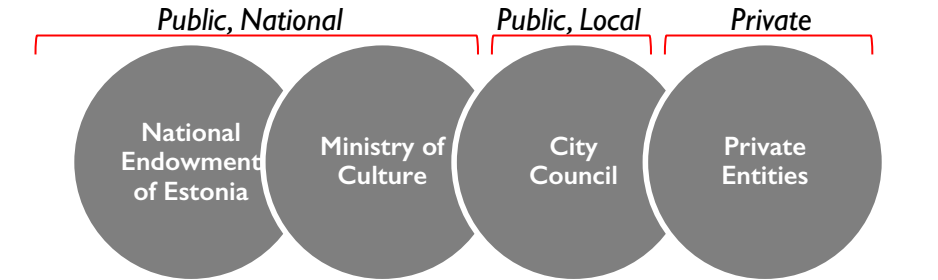 Public, National
Public, Local
Private
National
Endowment
of Estonia
Ministry of
Culture
City
Council
Private
Entities